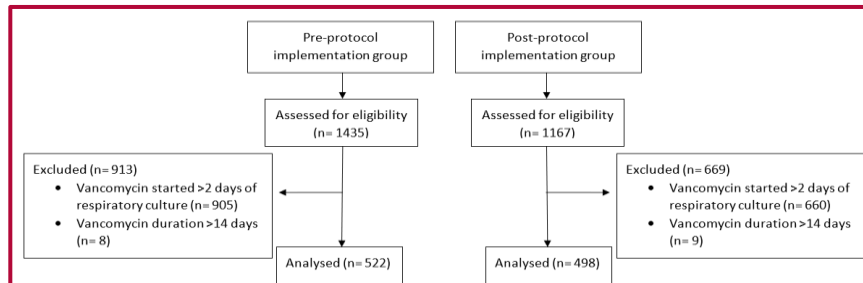 Pre-protocol
implementation group
Post-protocol
implementation group
Assessed for eligibility
(n= 1435)
Assessed for eligibility
(n= 1167)
Excluded (n= 913)
• Vancomycin started >2 days of
respiratory culture (n= 905)
• Vancomycin duration >14 days
(n= 8)
Excluded (n= 669)
• Vancomycin started >2 days of
respiratory culture (n= 660)
• Vancomycin duration >14 days
(n= 9)
Analysed (n= 522)
Analysed (n= 498)